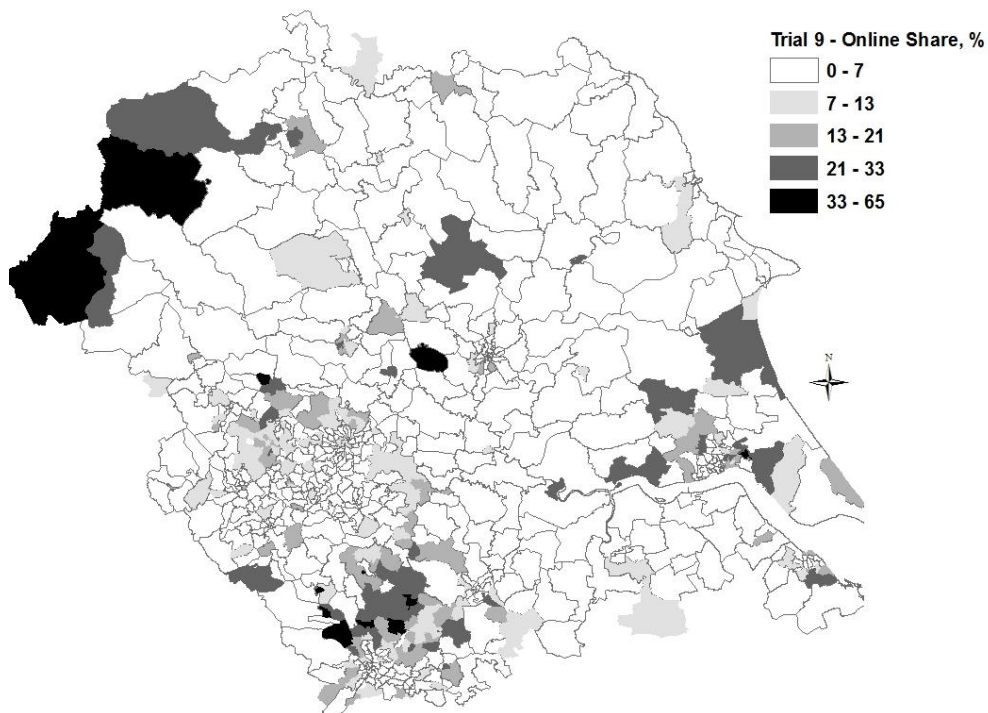 Trial 9 - Online Share, %
0 - 7
7 - 13
13 - 21
21 - 33
33 - 65
N